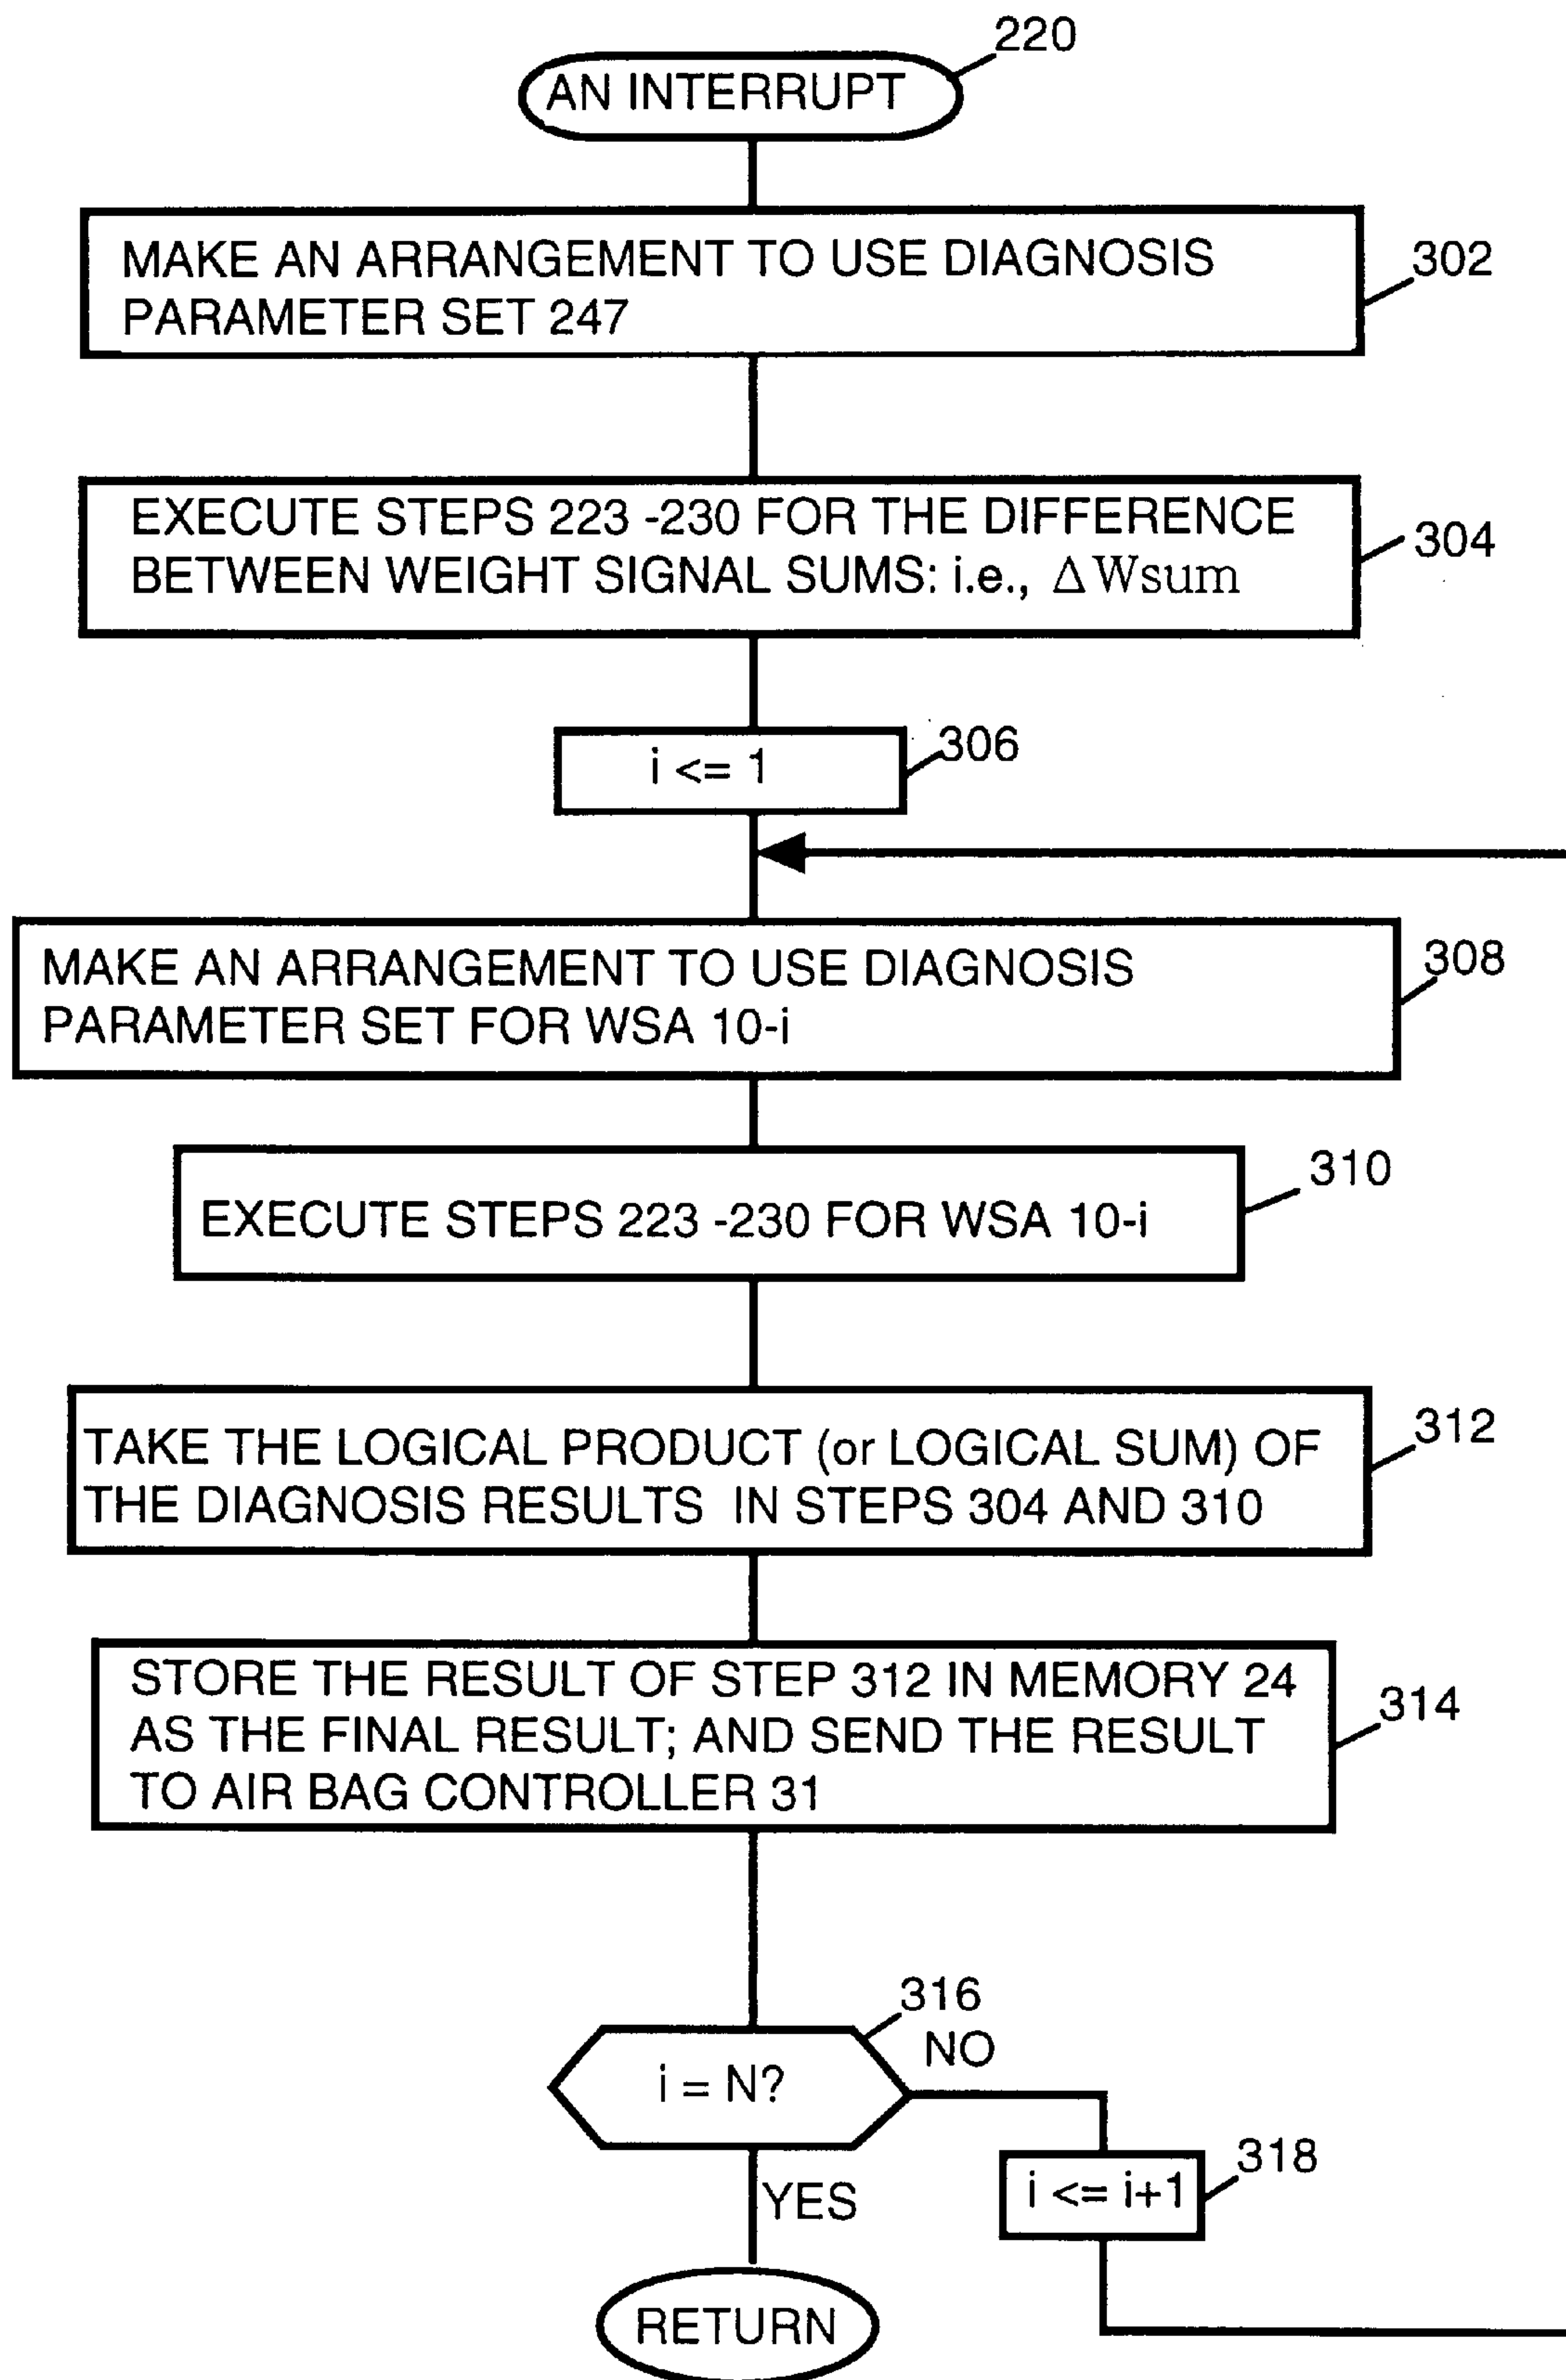 220
AN INTERRUPT
MAKE AN ARRANGEMENT TO USE DIAGNOSIS
PARAMETER SET 247
302
EXECUTE STEPS 223 -230 FOR THE DIFFERENCE
BETWEEN WEIGHT SIGNAL SUMS: i.e., ΔWsum
304
i <= 1
306
MAKE AN ARRANGEMENT TO USE DIAGNOSIS
PARAMETER SET FOR WSA 10-i
308
EXECUTE STEPS 223 -230 FOR WSA 10-i
310
TAKE THE LOGICAL PRODUCT (or LOGICAL SUM) OF
THE DIAGNOSIS RESULTS IN STEPS 304 AND 310
312
STORE THE RESULT OF STEP 312 IN MEMORY 24
AS THE FINAL RESULT; AND SEND THE RESULT
TO AIR BAG CONTROLLER 31
314
316
NO
i = N?
318
i <= i+1
YES
RETURN